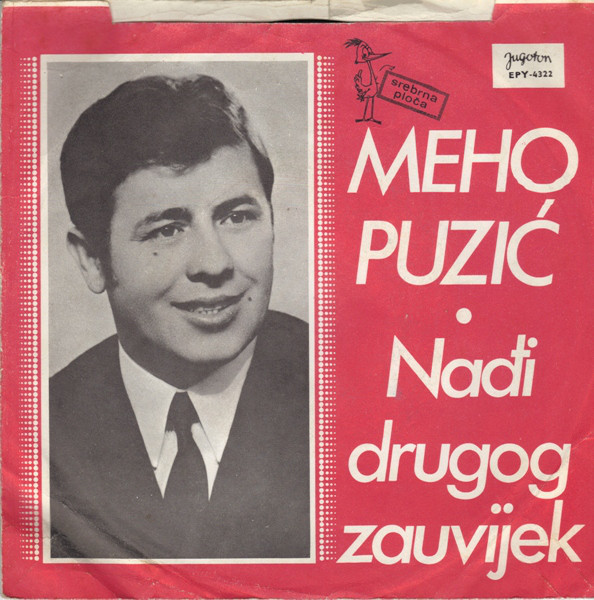 Jugoton
EPY-4322
srebrna
ploča
MEHO
PUZIĆ
•
Nađi
drugog
zauvijek